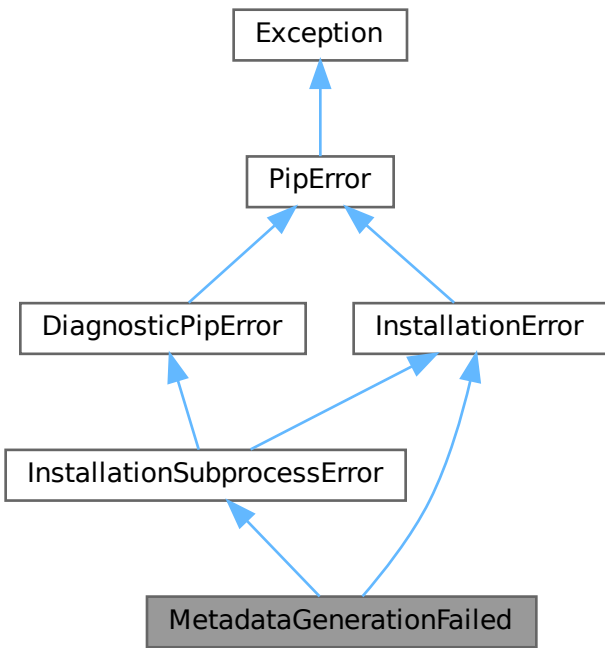 Exception
PipError
DiagnosticPipError
InstallationError
InstallationSubprocessError
MetadataGenerationFailed